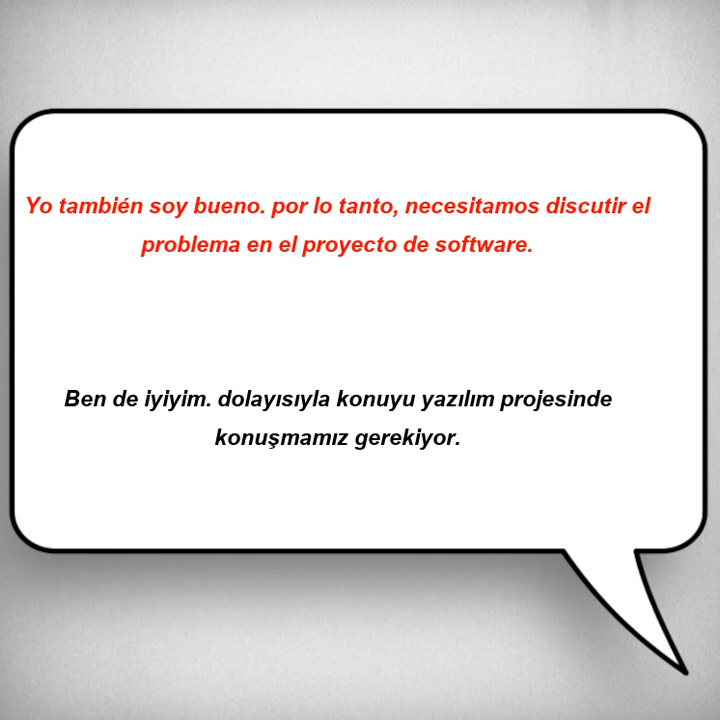 Yo también soy bueno. por lo tanto, necesitamos discutir el
problema en el proyecto de software.
Ben de iyiyim. dolayısıyla konuyu yazılım projesinde
konuşmamız gerekiyor.